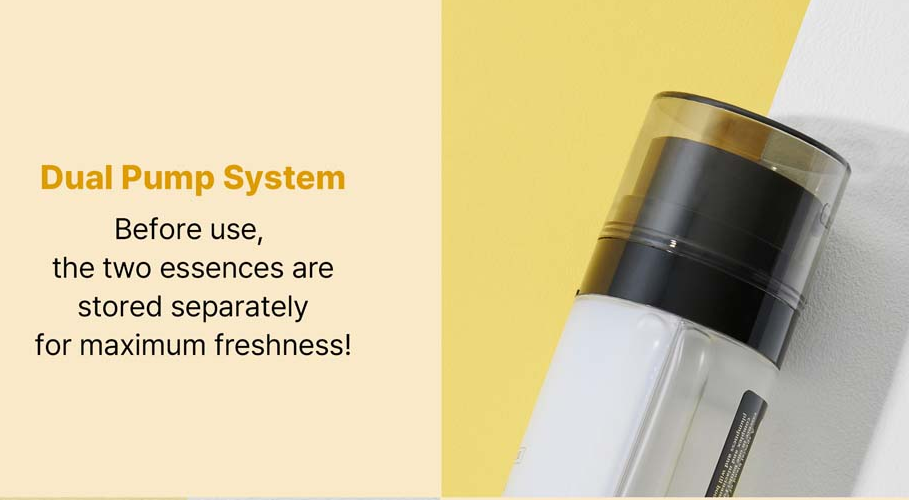 Dual Pump System
Before use,
the two essences are
stored separately
for maximum freshness!